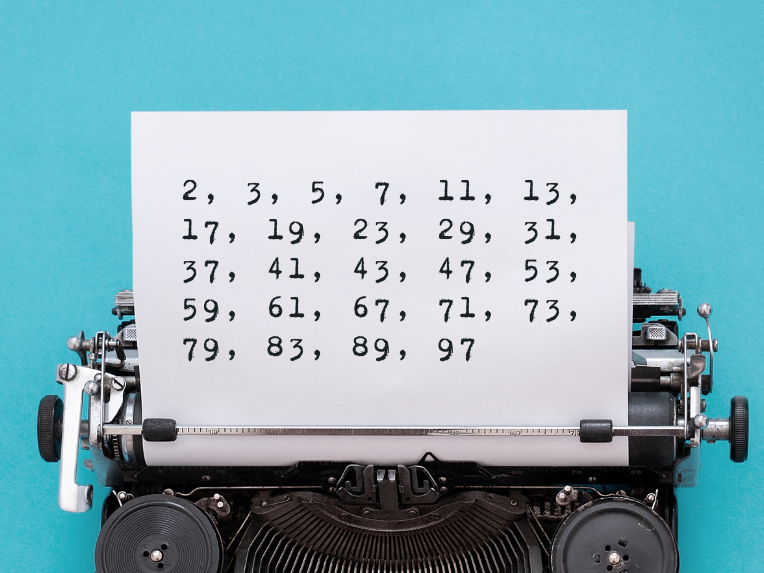 2, 3, 5, 7, 11, 13,
17, 19, 23, 29, 31,
37, 41, 43, 47, 53,
59, 61, 67, 71, 73,
79, 83, 89, 97